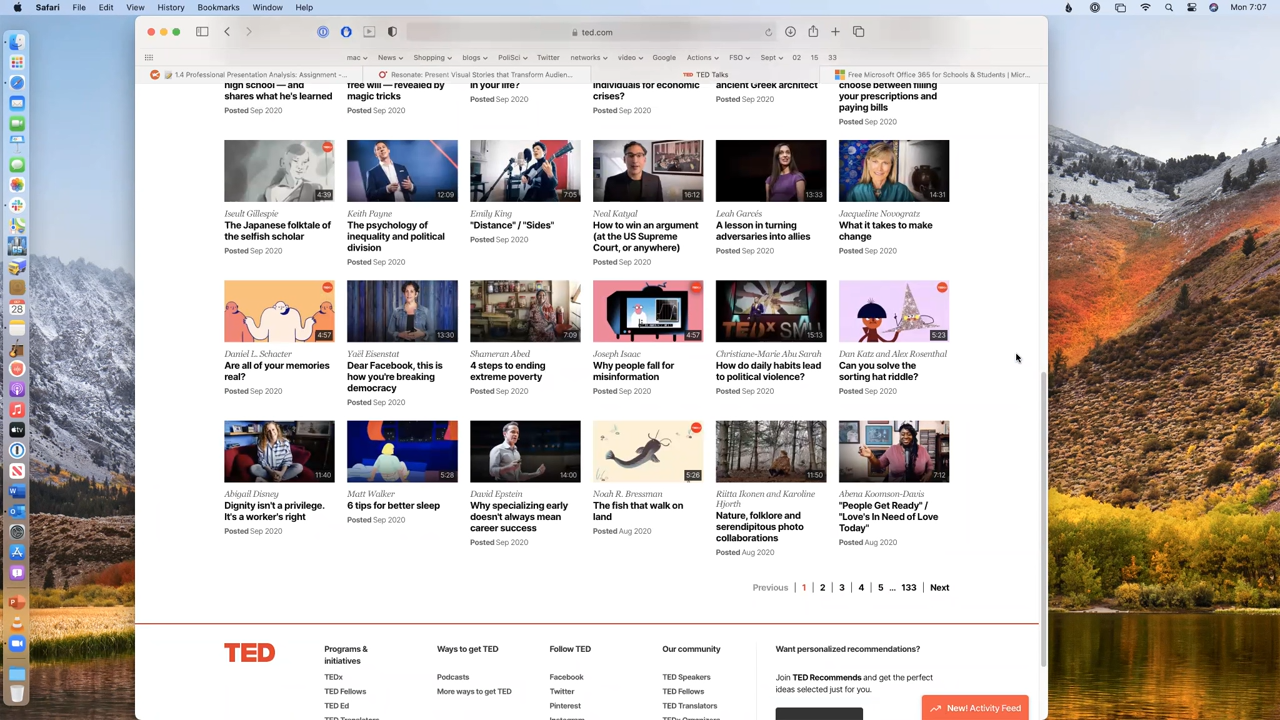 Safari File Edit View History Bookmarks Window Help
Mon 7:07
ted.com
mac News Shopping blogs PoliSci Twitter networks video Google Actions FSO Sept 02 15 33
1.4 Professional Presentation Analysis: Assignment -...
Resonate: Present Visual Stories that Transform Audien...
TED TED Talks
Free Microsoft Office 365 for Schools & Students | Micr...
high school — and
shares what he's learned
Posted Sep 2020
free will — revealed by
magic tricks
Posted Sep 2020
in your life?
Posted Sep 2020
individuals for economic
crises?
Posted Sep 2020
ancient Greek architect
Posted Sep 2020
choose between filling
your prescriptions and
paying bills
Posted Sep 2020
4:39
Iseult Gillespie
The Japanese folktale of
the selfish scholar
Posted Sep 2020
12:09
Keith Payne
The psychology of
inequality and political
division
Posted Sep 2020
7:05
Emily King
"Distance" / "Sides"
Posted Sep 2020
16:12
Neal Katyal
How to win an argument
(at the US Supreme
Court, or anywhere)
Posted Sep 2020
13:33
Leah Garcés
A lesson in turning
adversaries into allies
Posted Sep 2020
14:31
Jacqueline Novogratz
What it takes to make
change
Posted Sep 2020
4:57
Daniel L. Schacter
Are all of your memories
real?
Posted Sep 2020
13:30
Yaël Eisenstat
Dear Facebook, this is
how you're breaking
democracy
Posted Sep 2020
7:09
Shameran Abed
4 steps to ending
extreme poverty
Posted Sep 2020
4:57
Joseph Isaac
Why people fall for
misinformation
Posted Sep 2020
TEDx SMU
15:13
Christiane-Marie Abu Sarah
How do daily habits lead
to political violence?
Posted Sep 2020
5:23
Dan Katz and Alex Rosenthal
Can you solve the
sorting hat riddle?
Posted Sep 2020
11:40
Abigail Disney
Dignity isn't a privilege.
It's a worker's right
Posted Sep 2020
5:28
Matt Walker
6 tips for better sleep
Posted Sep 2020
14:00
David Epstein
Why specializing early
doesn't always mean
career success
Posted Sep 2020
5:26
Noah R. Bressman
The fish that walk on
land
Posted Aug 2020
11:50
Riitta Ikonen and Karoline
Hjorth
Nature, folklore and
serendipitous photo
collaborations
Posted Aug 2020
7:12
Abena Koomson-Davis
"People Get Ready" /
"Love's In Need of Love
Today"
Posted Aug 2020
Previous 1 2 3 4 5 ... 133 Next
TED
Programs &
initiatives
TEDx
TED Fellows
TED Ed
TED Translators
Ways to get TED
Podcasts
More ways to get TED
Follow TED
Facebook
Twitter
Pinterest
Instagram
Our community
TED Speakers
TED Fellows
TED Translators
TEDx Organizers
Want personalized recommendations?
Join TED Recommends and get the perfect
ideas selected just for you.
New! Activity Feed
28